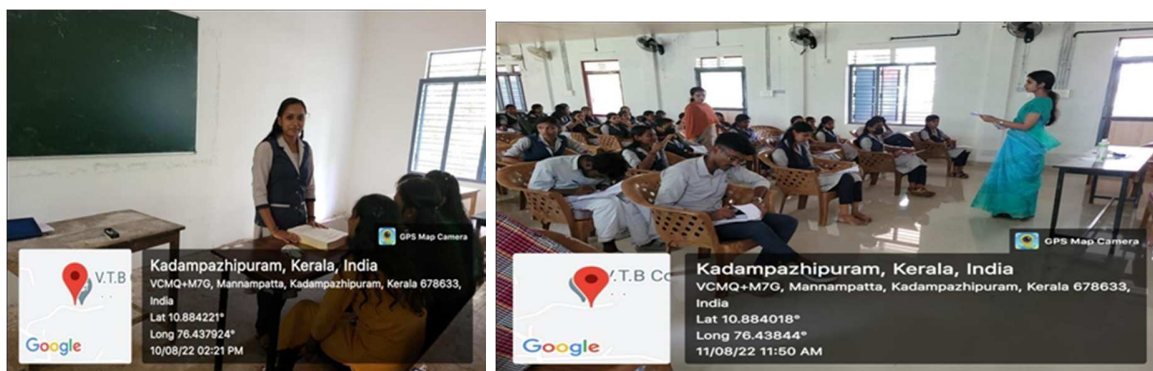 GPS Map Camera
V.T.B
Google
Kadampazhipuram, Kerala, India
VCMQ+M7G, Mannampatta, Kadampazhipuram, Kerala 678633,
India
Lat 10.884221°
Long 76.437924°
10/08/22 02:21 PM
GPS Map Camera
V.T.B Co
Google
Kadampazhipuram, Kerala, India
VCMQ+M7G, Mannampatta, Kadampazhipuram, Kerala 678633,
India
Lat 10.884018°
Long 76.43844°
11/08/22 11:50 AM